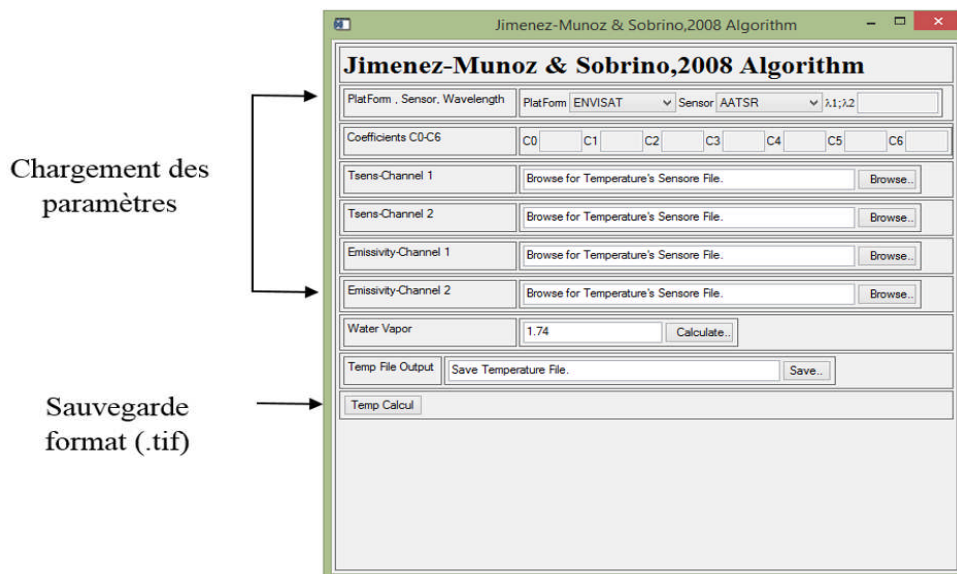 Jimenez-Munoz & Sobrino,2008 Algorithm
Jimenez-Munoz & Sobrino,2008 Algorithm
PlatForm , Sensor, Wavelength PlatForm ENVISAT Sensor AATSR λ1;λ2
Coefficients C0-C6 C0 C1 C2 C3 C4 C5 C6
Chargement des
paramètres
Tsens-Channel 1 Browse for Temperature's Sensore File. Browse..
Tsens-Channel 2 Browse for Temperature's Sensore File. Browse..
Emissivity-Channel 1 Browse for Temperature's Sensore File. Browse..
Emissivity-Channel 2 Browse for Temperature's Sensore File. Browse..
Water Vapor 1.74 Calculate..
Temp File Output Save Temperature File. Save..
Sauvegarde
format (.tif)
Temp Calcul